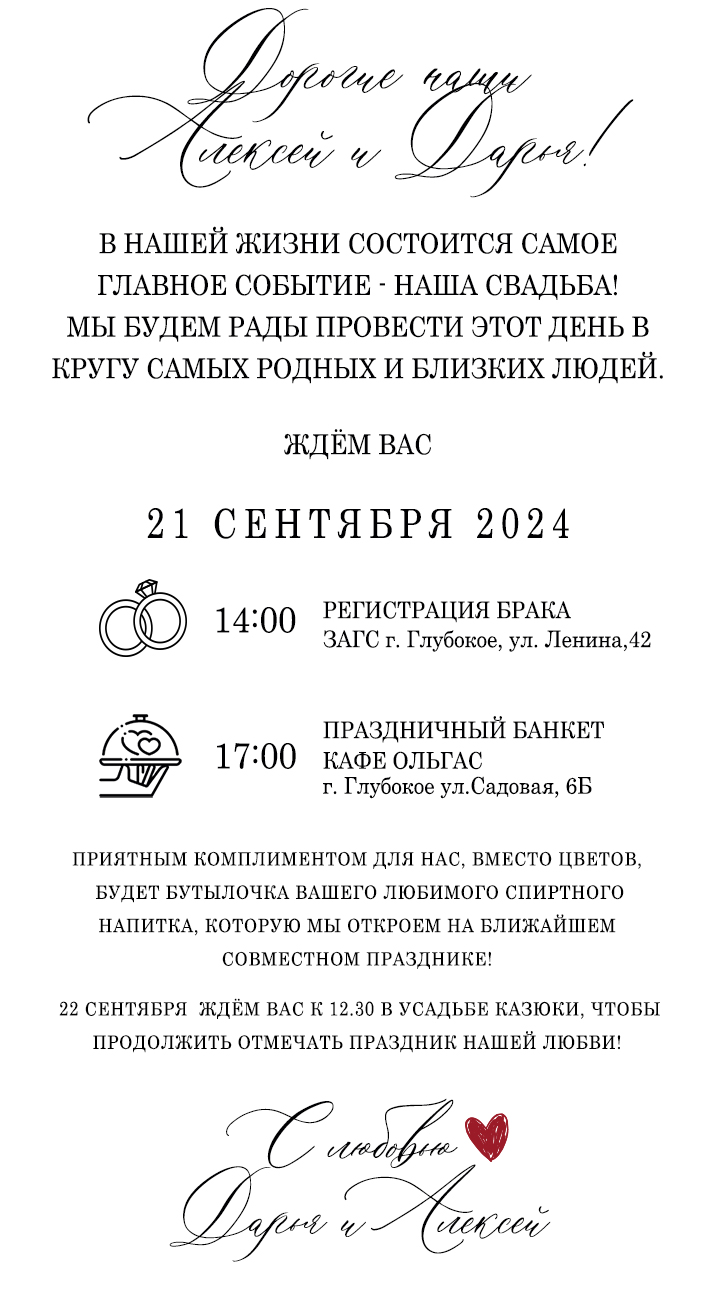 Дорогие наши
Алексей и Дарья!
В НАШЕЙ ЖИЗНИ СОСТОИТСЯ САМОЕ
ГЛАВНОЕ СОБЫТИЕ - НАША СВАДЬБА!
МЫ БУДЕМ РАДЫ ПРОВЕСТИ ЭТОТ ДЕНЬ В
КРУГУ САМЫХ РОДНЫХ И БЛИЗКИХ ЛЮДЕЙ.
ЖДЁМ ВАС
21 СЕНТЯБРЯ 2024
14:00
РЕГИСТРАЦИЯ БРАКА
ЗАГС г. Глубокое, ул. Ленина,42
17:00
ПРАЗДНИЧНЫЙ БАНКЕТ
КАФЕ ОЛЬГАС
г. Глубокое ул.Садовая, 6Б
ПРИЯТНЫМ КОМПЛИМЕНТОМ ДЛЯ НАС, ВМЕСТО ЦВЕТОВ,
БУДЕТ БУТЫЛОЧКА ВАШЕГО ЛЮБИМОГО СПИРТНОГО
НАПИТКА, КОТОРУЮ МЫ ОТКРОЕМ НА БЛИЖАЙШЕМ
СОВМЕСТНОМ ПРАЗДНИКЕ!
22 СЕНТЯБРЯ ЖДЁМ ВАС К 12.30 В УСАДЬБЕ КАЗЮКИ, ЧТОБЫ
ПРОДОЛЖИТЬ ОТМЕЧАТЬ ПРАЗДНИК НАШЕЙ ЛЮБВИ!
С любовью
Дарья и Алексей